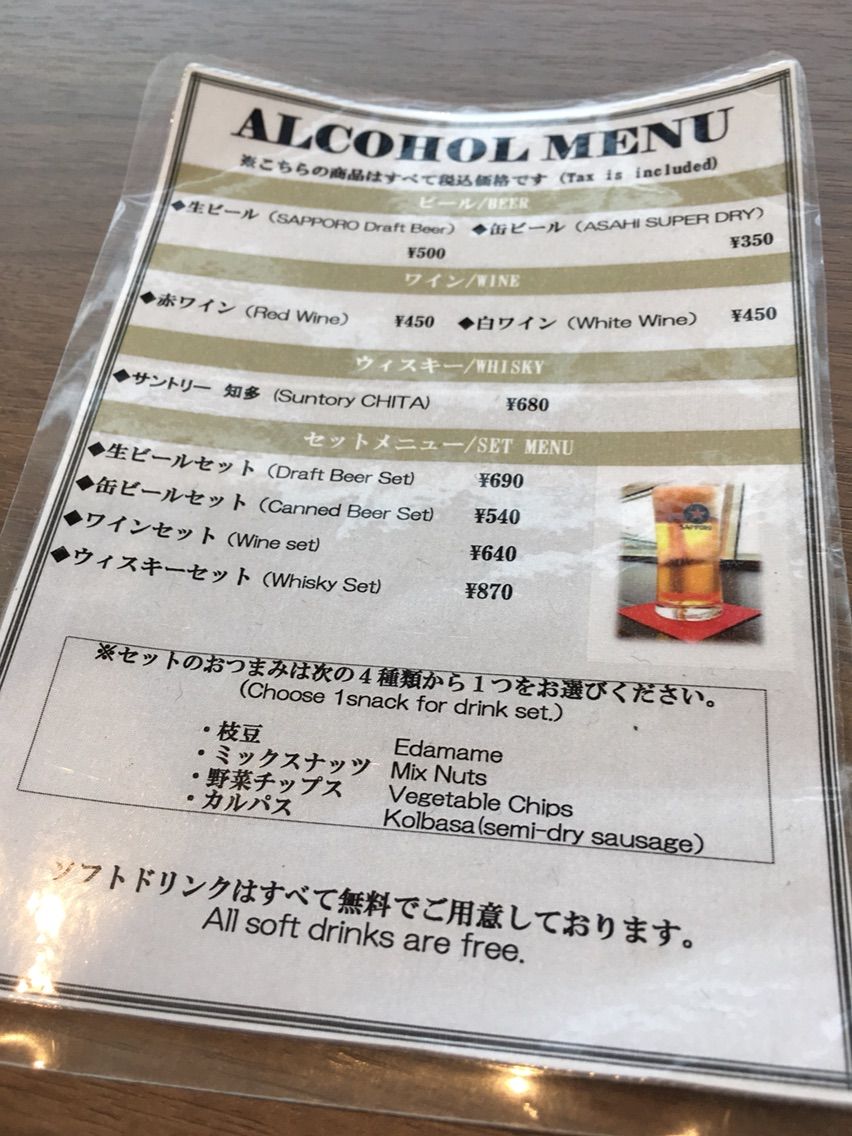 ALCOHOL MENU
※こちらの商品はすべて税込価格です (Tax is included)
ビール/BEER
◆生ビール (SAPPORO Draft Beer) ¥500 ◆缶ビール (ASAHI SUPER DRY) ¥350
ワイン/WINE
◆赤ワイン (Red Wine) ¥450 ◆白ワイン (White Wine) ¥450
ウィスキー/WHISKY
◆サントリー 知多 (Suntory CHITA) ¥680
セットメニュー/SET MENU
◆生ビールセット (Draft Beer Set) ¥690
◆缶ビールセット (Canned Beer Set) ¥540
◆ワインセット (Wine set) ¥640
◆ウィスキーセット (Whisky Set) ¥870
SAPPORO
※セットのおつまみは次の4種類から1つをお選びください。
(Choose 1snack for drink set.)
・枝豆 Edamame
・ミックスナッツ Mix Nuts
・野菜チップス Vegetable Chips
・カルパス Kolbasa(semi-dry sausage)
ソフトドリンクはすべて無料でご用意しております。
All soft drinks are free.